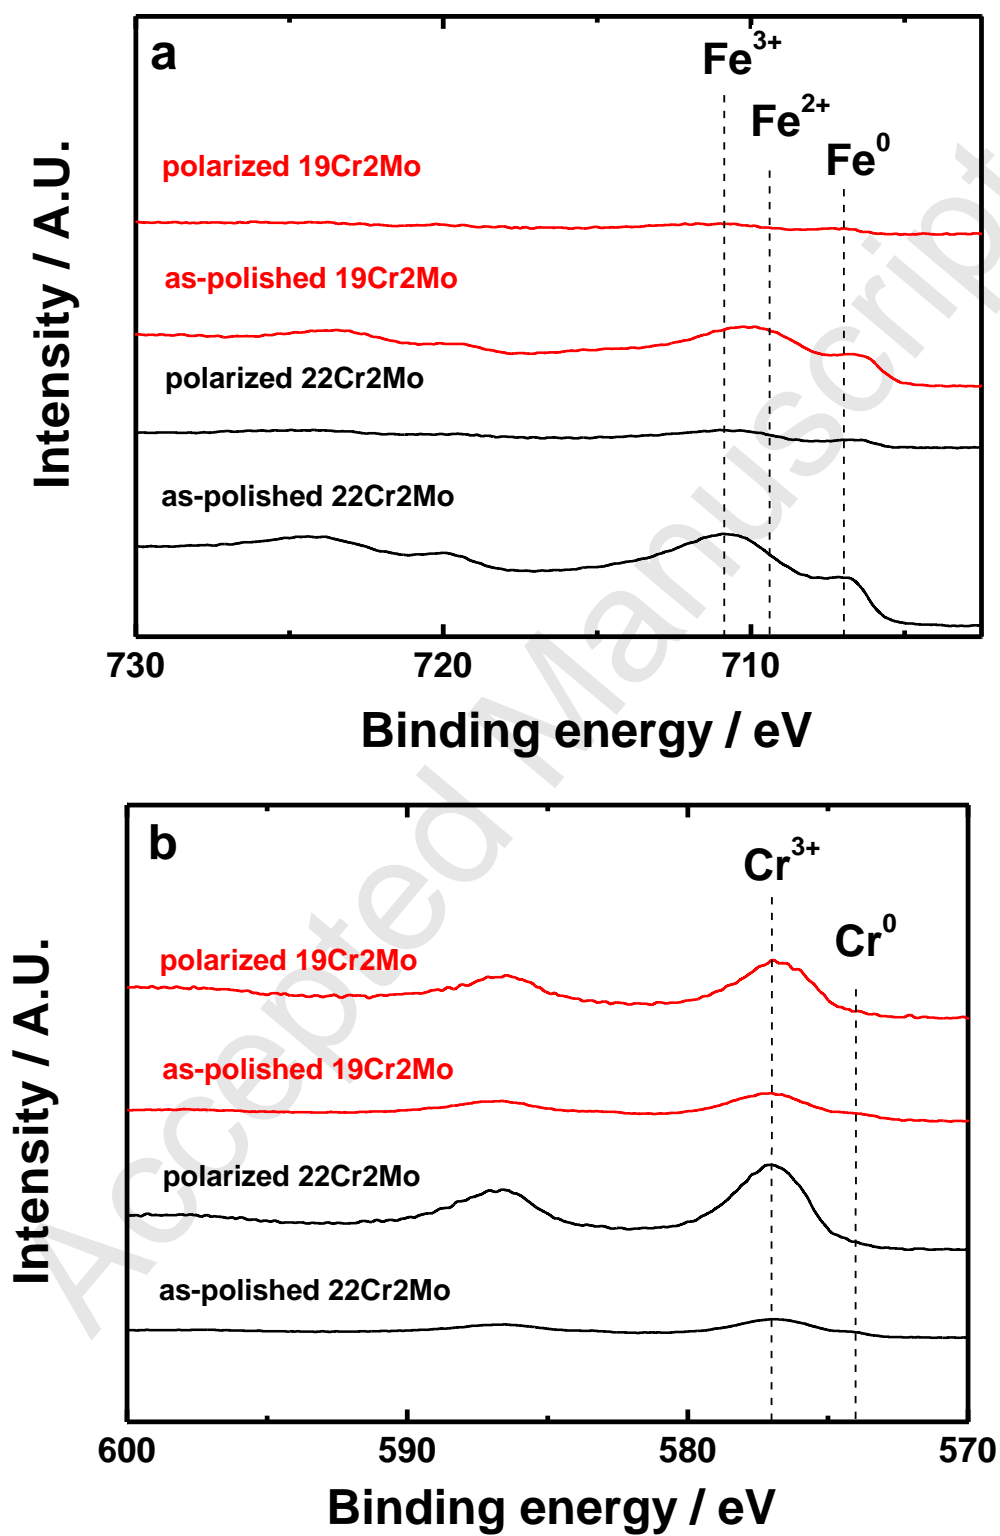 a
Fe3+
Fe2+
Fe0
polarized 19Cr2Mo
as-polished 19Cr2Mo
polarized 22Cr2Mo
as-polished 22Cr2Mo
Intensity / A.U.
730 720 710
Binding energy / eV
b
Cr3+
Cr0
polarized 19Cr2Mo
as-polished 19Cr2Mo
polarized 22Cr2Mo
as-polished 22Cr2Mo
Intensity / A.U.
600 590 580 570
Binding energy / eV
Accepted Manuscript